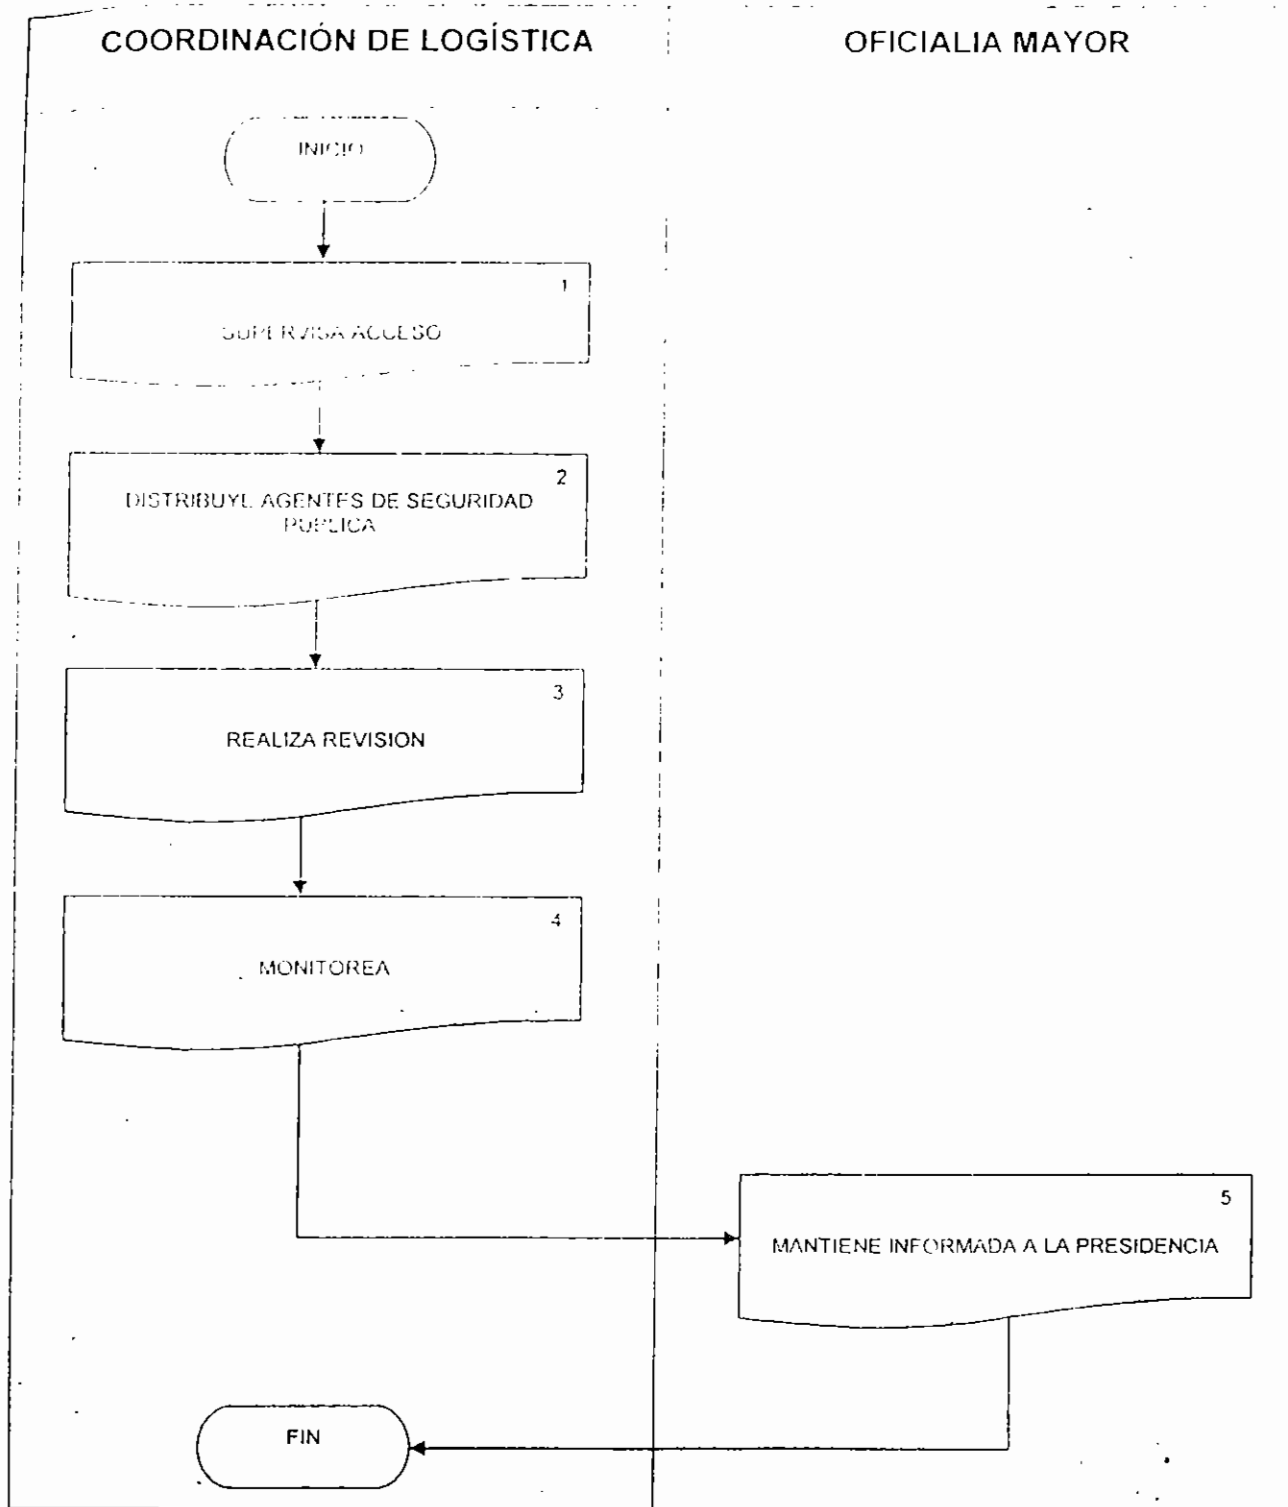 COORDINACIÓN DE LOGÍSTICA
OFICIALIA MAYOR
INICIO
1
SUPERVISA ACCESO
2
DISTRIBUYE AGENTES DE SEGURIDAD
PUBLICA
3
REALIZA REVISION
4
MONITOREA
5
MANTIENE INFORMADA A LA PRESIDENCIA
FIN